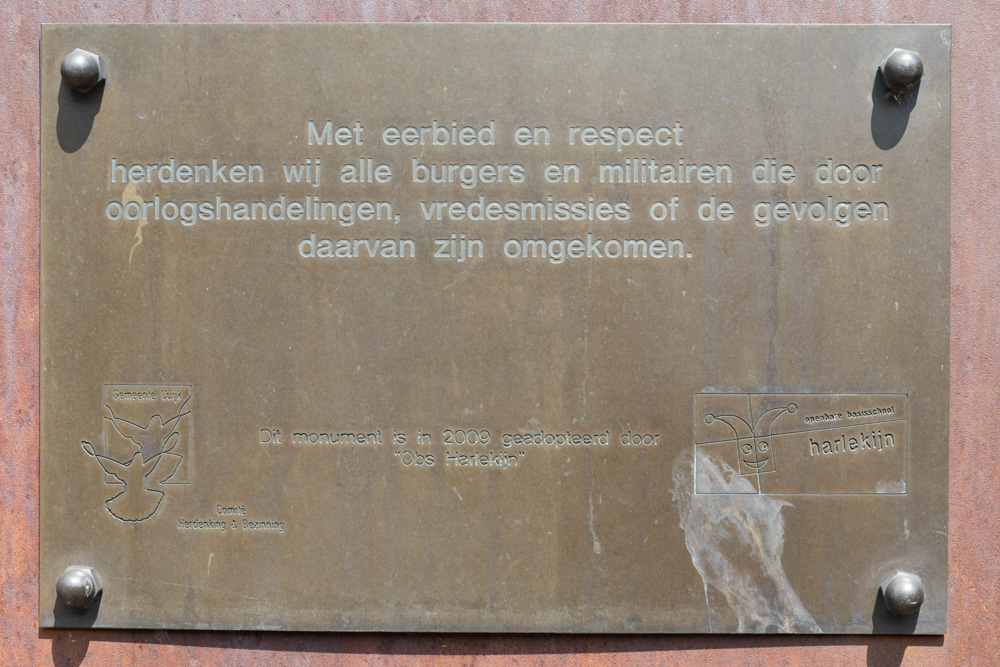 Met eerbied en respect
herdenken wij alle burgers en militairen die door
oorlogshandelingen, vredesmissies of de gevolgen
daarvan zijn omgekomen.
Gemeente Cuijk
Dit monument is in 2009 geadopteerd door
"Obs Harlekijn"
Comité
Herdenking & Bezinning
openbare basisschool
harlekijn